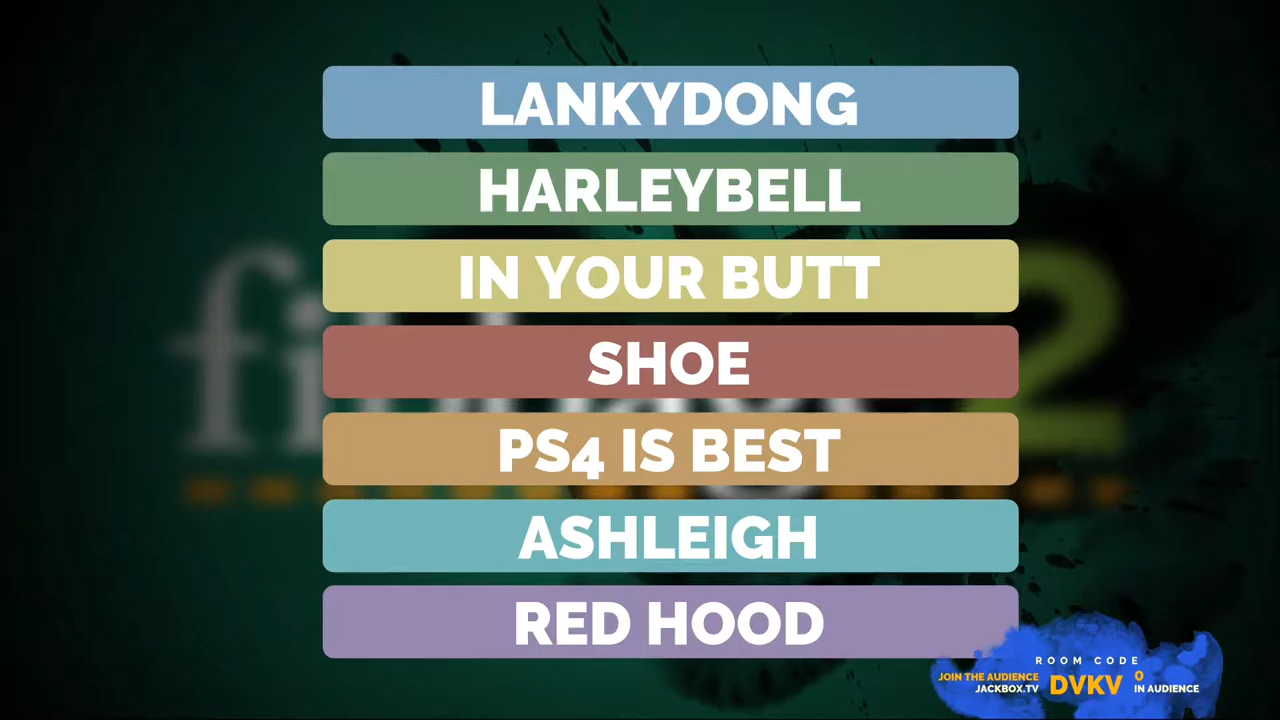 LANKYDONG
HARLEYBELL
IN YOUR BUTT
SHOE
PS4 IS BEST
ASHLEIGH
RED HOOD
ROOM CODE
JOIN THE AUDIENCE
JACKBOX.TV
DVKV
0
IN AUDIENCE
2